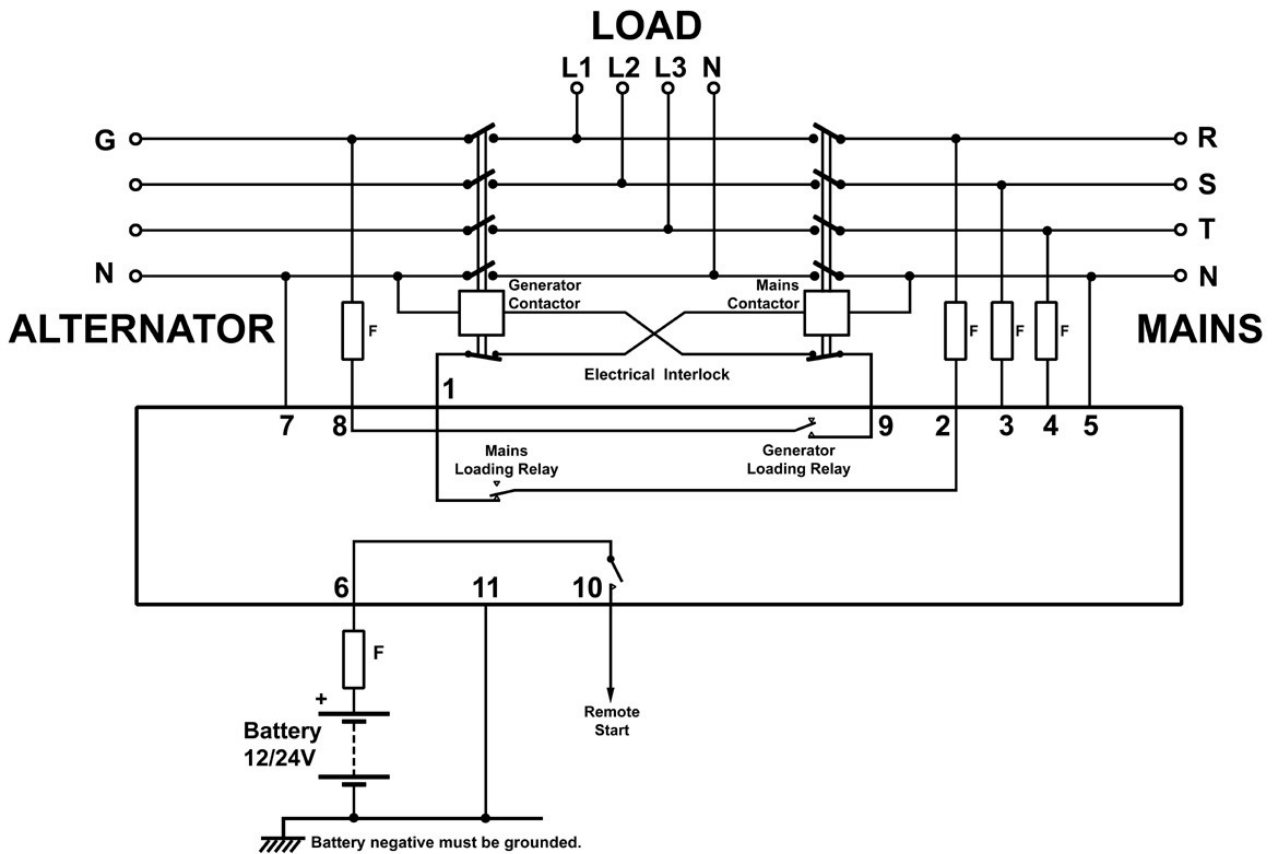 LOAD
L1 L2 L3 N
G
R
S
T
N
N
Generator
Contactor
Mains
Contactor
ALTERNATOR
MAINS
F
F
F
F
Electrical Interlock
1
7
8
9
2
3
4
5
Mains
Loading Relay
Generator
Loading Relay
6
11
10
F
+
Battery
12/24V
Remote
Start
Battery negative must be grounded.